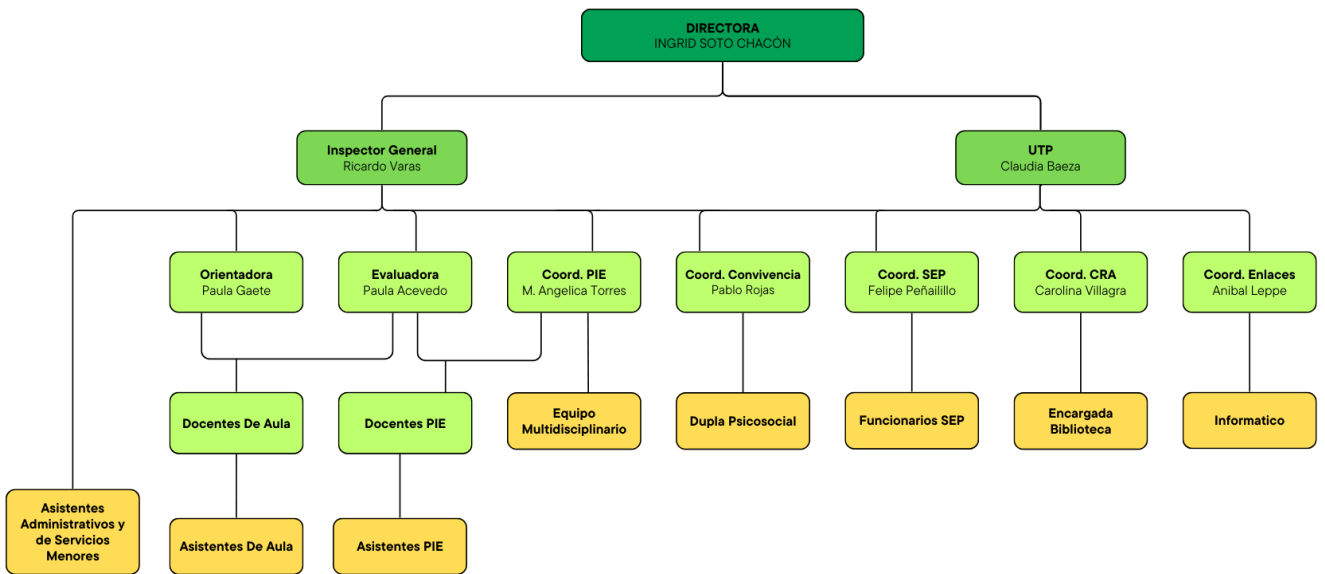 DIRECTORA
INGRID SOTO CHACÓN
Inspector General
Ricardo Varas
UTP
Claudia Baeza
Orientadora
Paula Gaete
Evaluadora
Paula Acevedo
Coord. PIE
M. Angelica Torres
Coord. Convivencia
Pablo Rojas
Coord. SEP
Felipe Peñailillo
Coord. CRA
Carolina Villagra
Coord. Enlaces
Anibal Leppe
Docentes De Aula
Docentes PIE
Equipo
Multidisciplinario
Dupla Psicosocial
Funcionarios SEP
Encargada
Biblioteca
Informatico
Asistentes
Administrativos y
de Servicios
Menores
Asistentes De Aula
Asistentes PIE